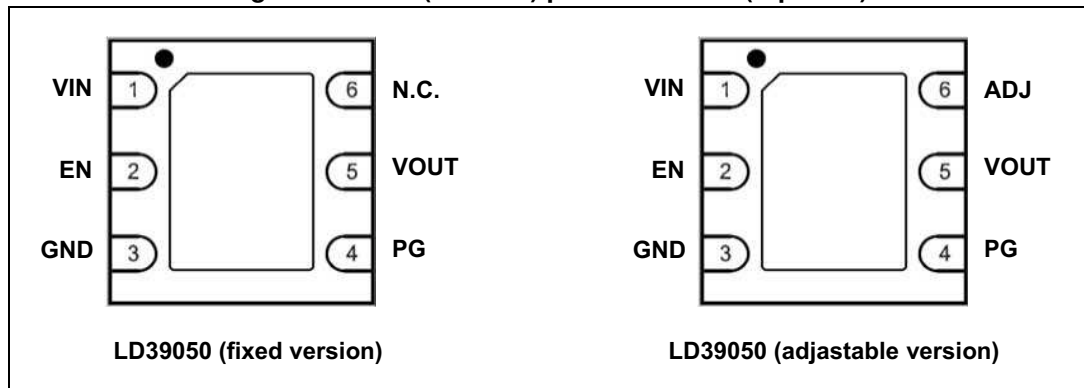 VIN 1 6 N.C.
EN 2 5 VOUT
GND 3 4 PG
LD39050 (fixed version)
VIN 1 6 ADJ
EN 2 5 VOUT
GND 3 4 PG
LD39050 (adjastable version)